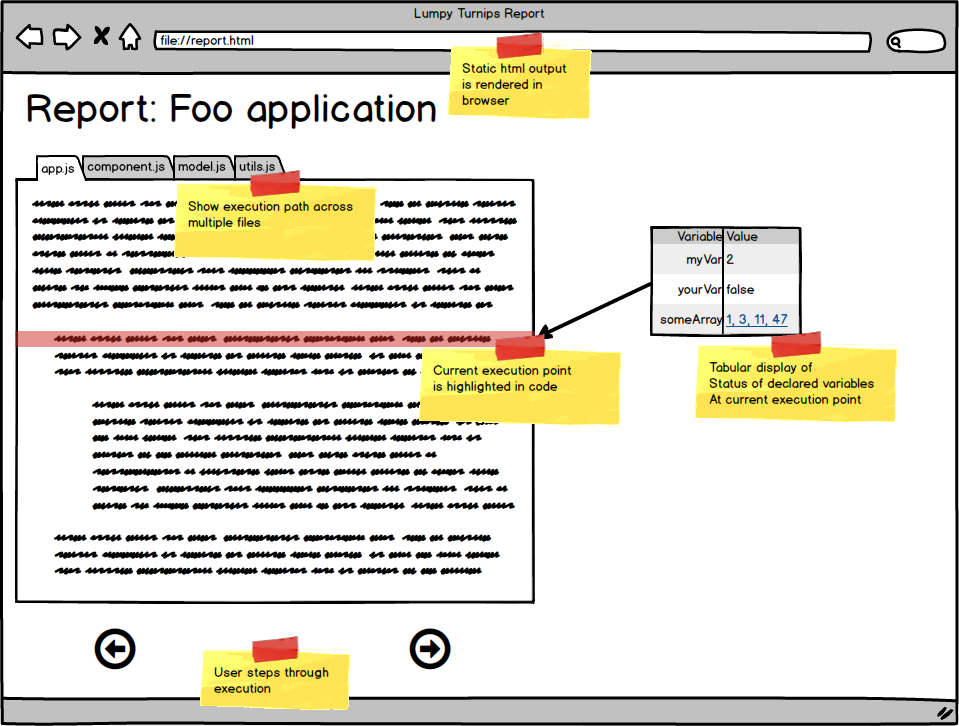 Lumpy Turnips Report
file://report.html
Static html output
is rendered in
browser
Report: Foo application
app.js component.js model.js utils.js
Show execution path across
multiple files
Variable Value
myVar 2
yourVar false
someArray 1, 3, 11, 47
Current execution point
is highlighted in code
Tabular display of
Status of declared variables
At current execution point
User steps through
execution